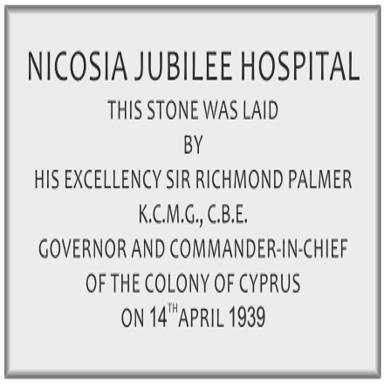 NICOSIA JUBILEE HOSPITAL
THIS STONE WAS LAID
BY
HIS EXCELLENCY SIR RICHMOND PALMER
K.C.M.G., C.B.E.
GOVERNOR AND COMMANDER-IN-CHIEF
OF THE COLONY OF CYPRUS
ON 14TH APRIL 1939